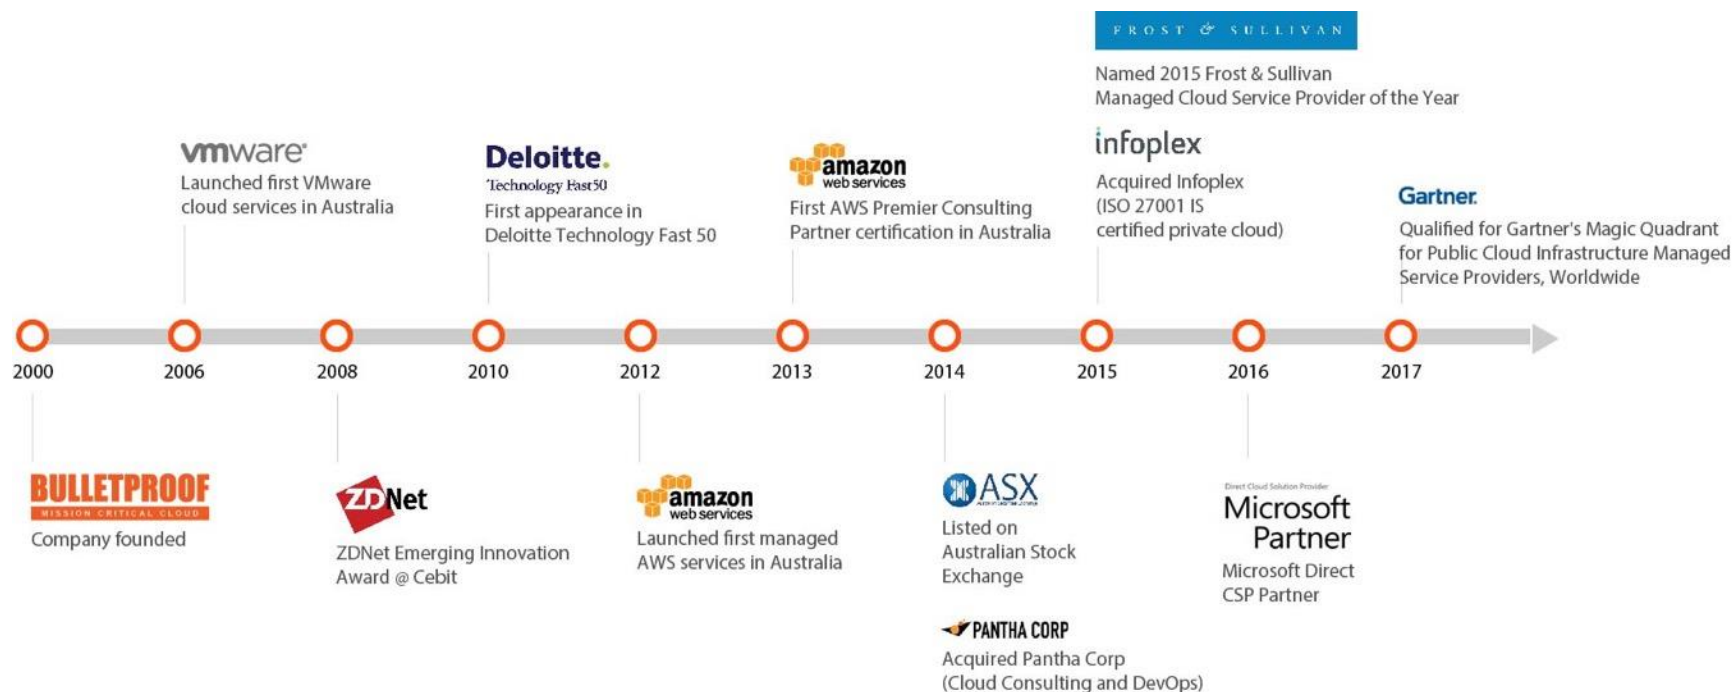 FROST & SULLIVAN
Named 2015 Frost & Sullivan
Managed Cloud Service Provider of the Year
vmware
Launched first VMware
cloud services in Australia
Deloitte.
Technology Fast50
First appearance in
Deloitte Technology Fast 50
amazon
web services
First AWS Premier Consulting
Partner certification in Australia
infoplex
Acquired Infoplex
(ISO 27001 IS
certified private cloud)
Gartner.
Qualified for Gartner's Magic Quadrant
for Public Cloud Infrastructure Managed
Service Providers, Worldwide
2000 2006 2008 2010 2012 2013 2014 2015 2016 2017
BULLETPROOF
MISSION CRITICAL CLOUD
Company founded
ZDNet
ZDNet Emerging Innovation
Award @ Cebit
amazon
web services
Launched first managed
AWS services in Australia
ASX
Listed on
Australian Stock
Exchange
PANTHA CORP
Acquired Pantha Corp
(Cloud Consulting and DevOps)
Direct Cloud Solution Provider
Microsoft
Partner
Microsoft Direct
CSP Partner